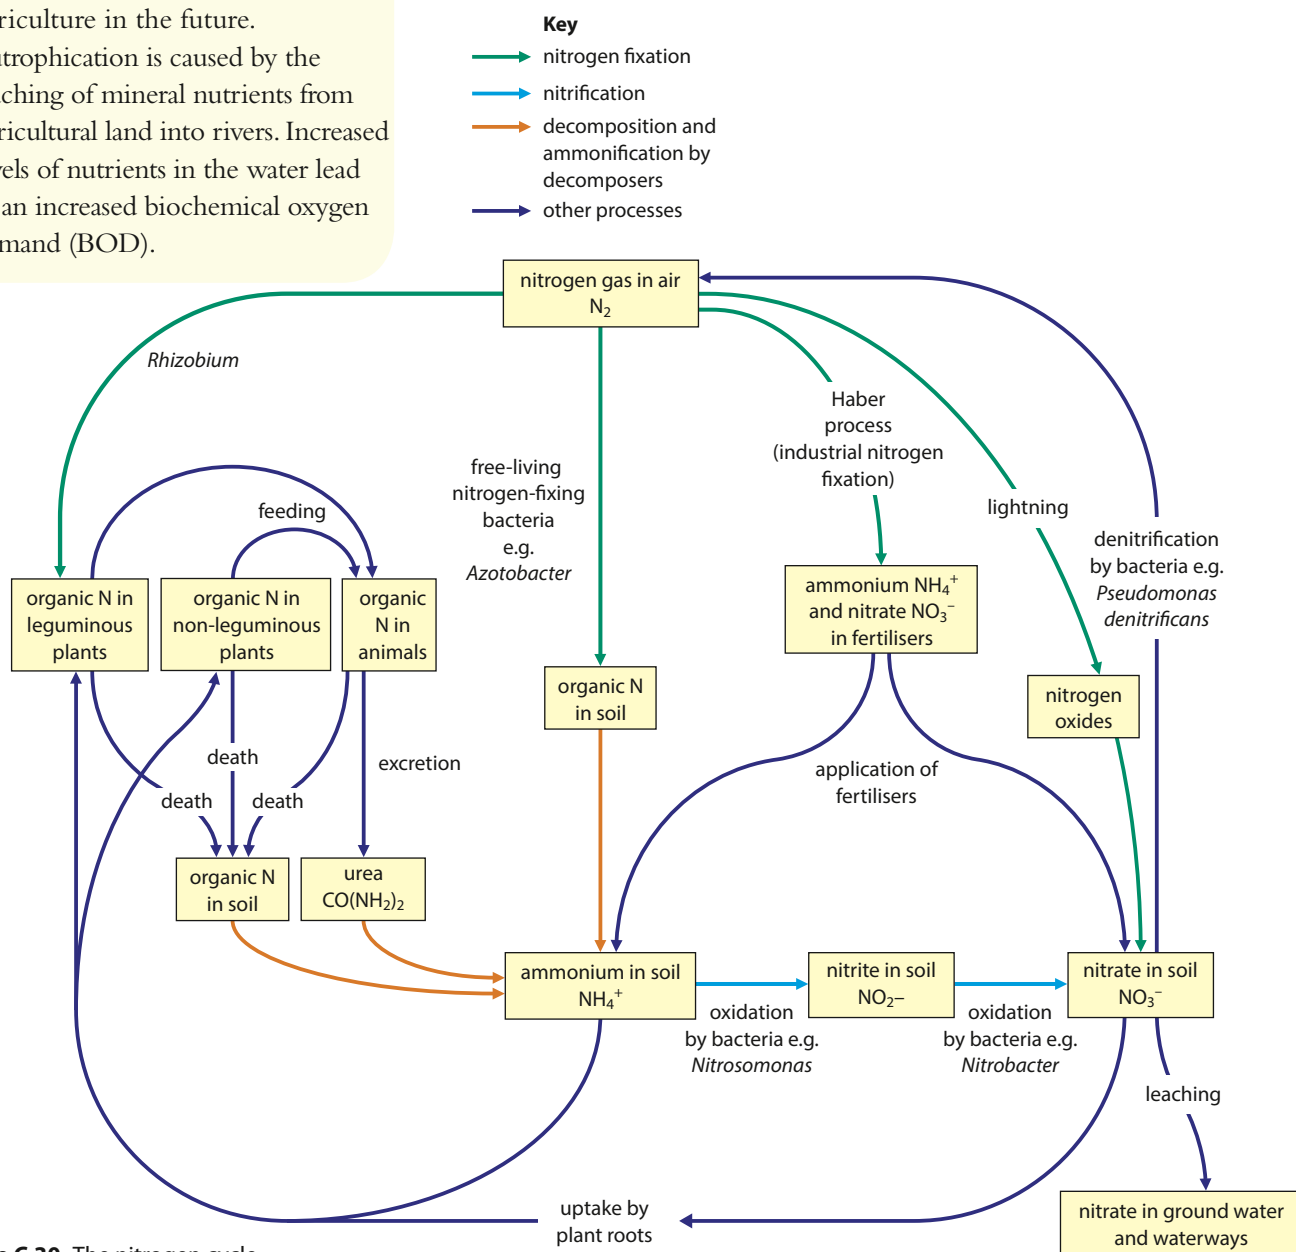 riculture in the future.
utrophication is caused by the
ching of mineral nutrients from
ricultural land into rivers. Increased
els of nutrients in the water lead
an increased biochemical oxygen
mand (BOD).
Key
nitrogen fixation
nitrification
decomposition and
ammonification by
decomposers
other processes
nitrogen gas in air
N₂
Rhizobium
Haber
process
(industrial nitrogen
fixation)
free-living
nitrogen-fixing
bacteria
e.g.
Azotobacter
feeding
lightning
denitrification
by bacteria e.g.
Pseudomonas
denitrificans
organic N in
leguminous
plants
organic N in
non-leguminous
plants
organic
N in
animals
ammonium NH₄⁺
and nitrate NO₃⁻
in fertilisers
organic N
in soil
nitrogen
oxides
death
excretion
death
death
application of
fertilisers
organic N
in soil
urea
CO(NH₂)₂
ammonium in soil
NH₄⁺
nitrite in soil
NO₂–
nitrate in soil
NO₃⁻
oxidation
by bacteria e.g.
Nitrosomonas
oxidation
by bacteria e.g.
Nitrobacter
leaching
uptake by
plant roots
nitrate in ground water
and waterways
C.30 The nitrogen cycle